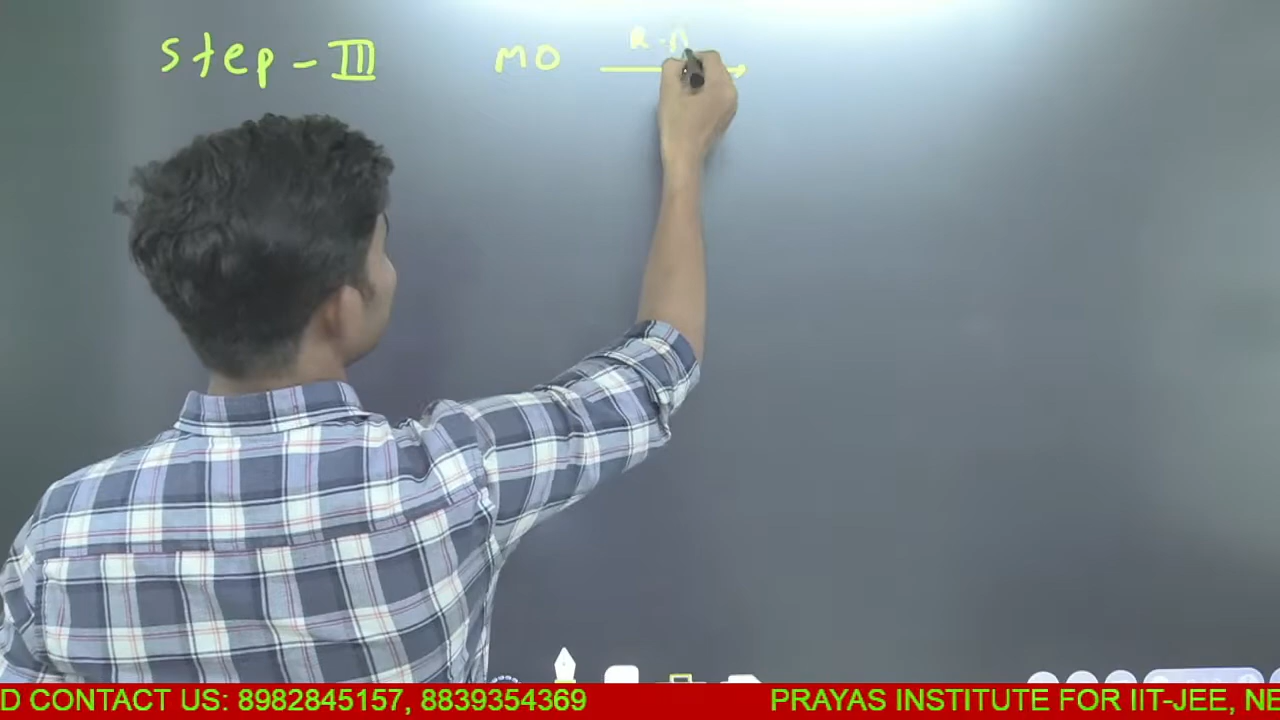 Step - III MO R.A
D CONTACT US: 8982845157, 8839354369 PRAYAS INSTITUTE FOR IIT-JEE, NE